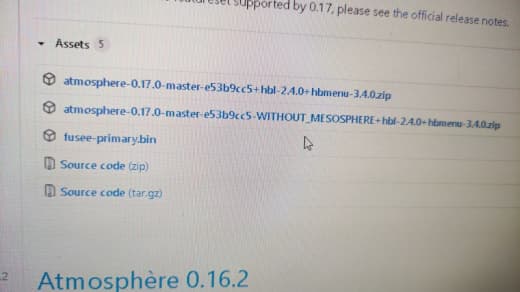 supported by 0.17, please see the official release notes.
Assets 5
atmosphere-0.17.0-master-e53b9cc5+hbl-2.4.0+hbmenu-3.4.0.zip
atmosphere-0.17.0-master-e53b9cc5-WITHOUT_MESOSPHERE+hbl-2.4.0+hbmenu-3.4.0.zip
fusee-primary.bin
Source code (zip)
Source code (tar.gz)
.2
Atmosphère 0.16.2